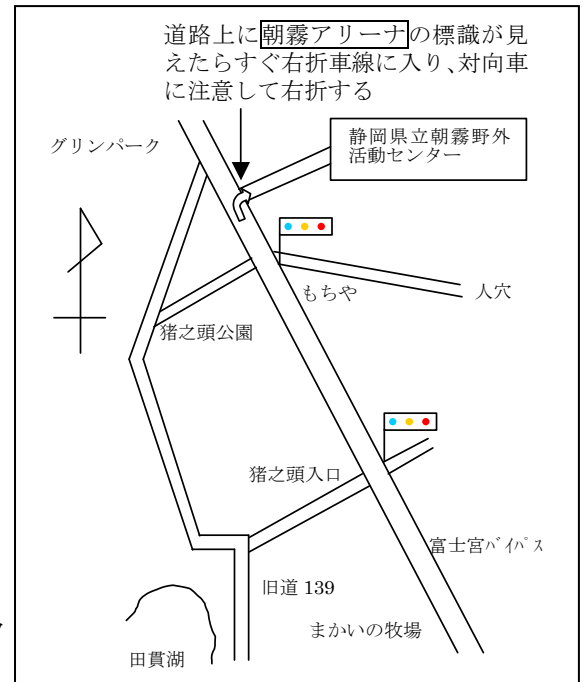 道路上に朝霧アリーナの標識が見
えたらすぐ右折車線に入り、対向車
に注意して右折する
グリンパーク
静岡県立朝霧野外
活動センター
もちや
人穴
猪之頭公園
猪之頭入口
富士宮ﾊﾞｲﾊﾟｽ
旧道 139
まかいの牧場
田貫湖